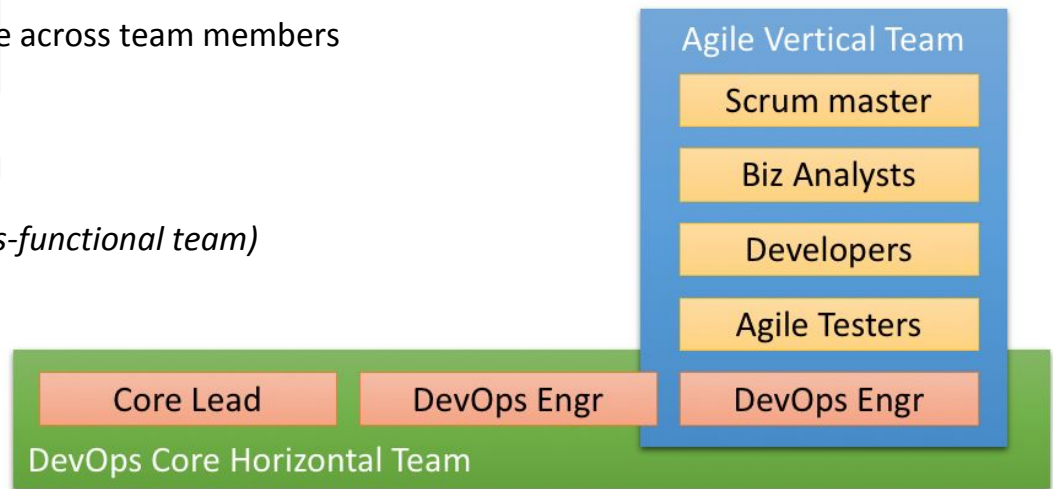 e across team members
s-functional team)
Agile Vertical Team
Scrum master
Biz Analysts
Developers
Agile Testers
Core Lead
DevOps Engr
DevOps Engr
DevOps Core Horizontal Team